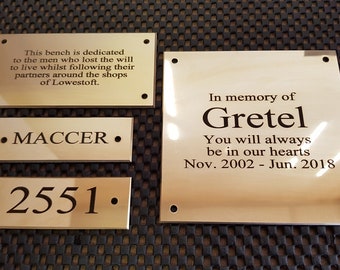 This bench is dedicated
to the men who lost the will
to live whilst following their
partners around the shops
of Lowestoft.
MACCER
2551
In memory of
Gretel
You will always
be in our hearts
Nov. 2002 - Jun. 2018